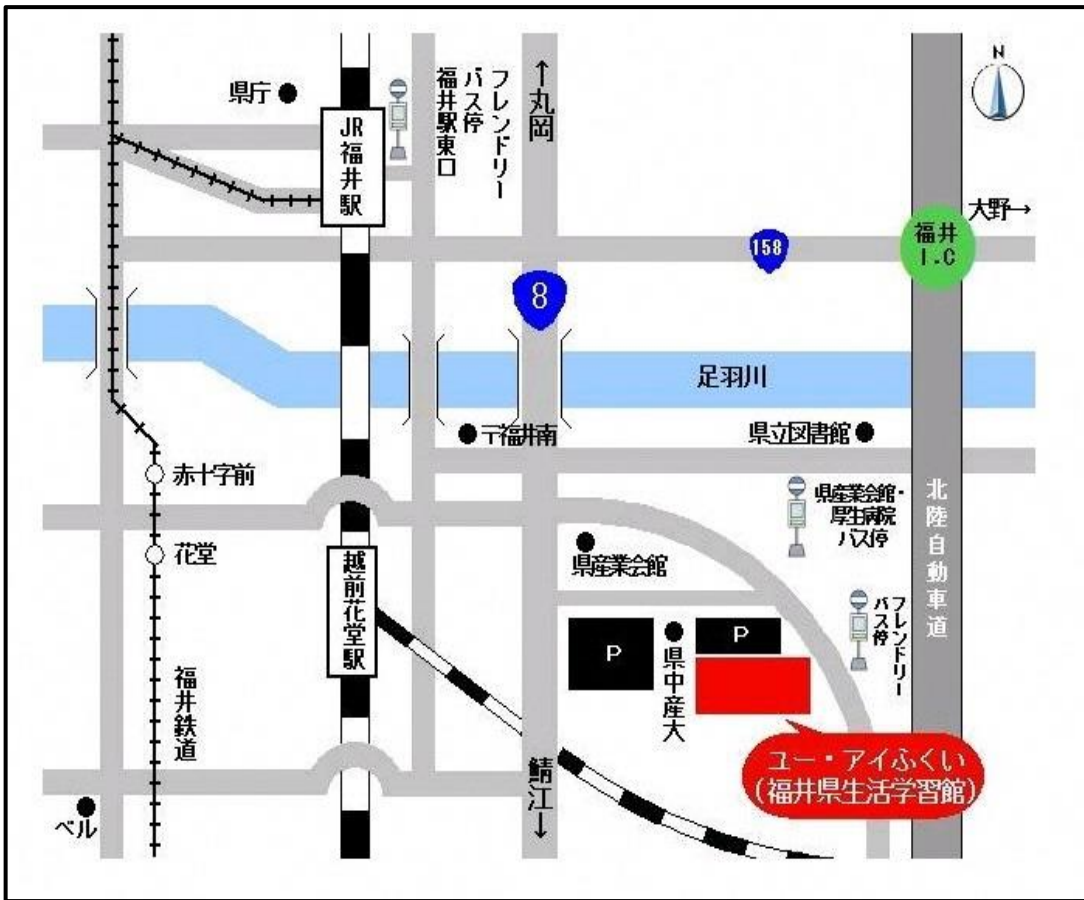 N
県庁
JR福井駅
フレンドリー
バス停
福井駅東口
↑丸岡
大野→
158
福井
I.C
8
足羽川
〒福井南
県立図書館
赤十字前
県産業会館・
厚生病院
バス停
北陸自動車道
花堂
県産業会館
越前花堂駅
フレンドリー
バス停
P
県中産大
P
福井鉄道
ユー・アイふくい
(福井県生活学習館)
鯖江↓
ベル